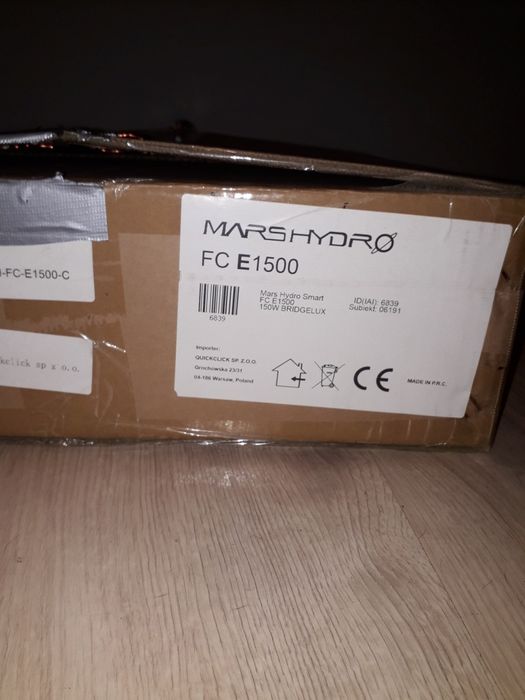 MARSHYDRO
FC E1500
Mars Hydro Smart
FC E1500
150W BRIDGELUX
ID(IAI): 6839
Subiekt: 06191
6839
Importer:
QUICKCLICK SP. Z.O.O.
Grochowska 23/31
04-186 Warsaw, Poland
CE
MADE IN P.R.C.
-FC-E1500-C
kclick sp z o.o.